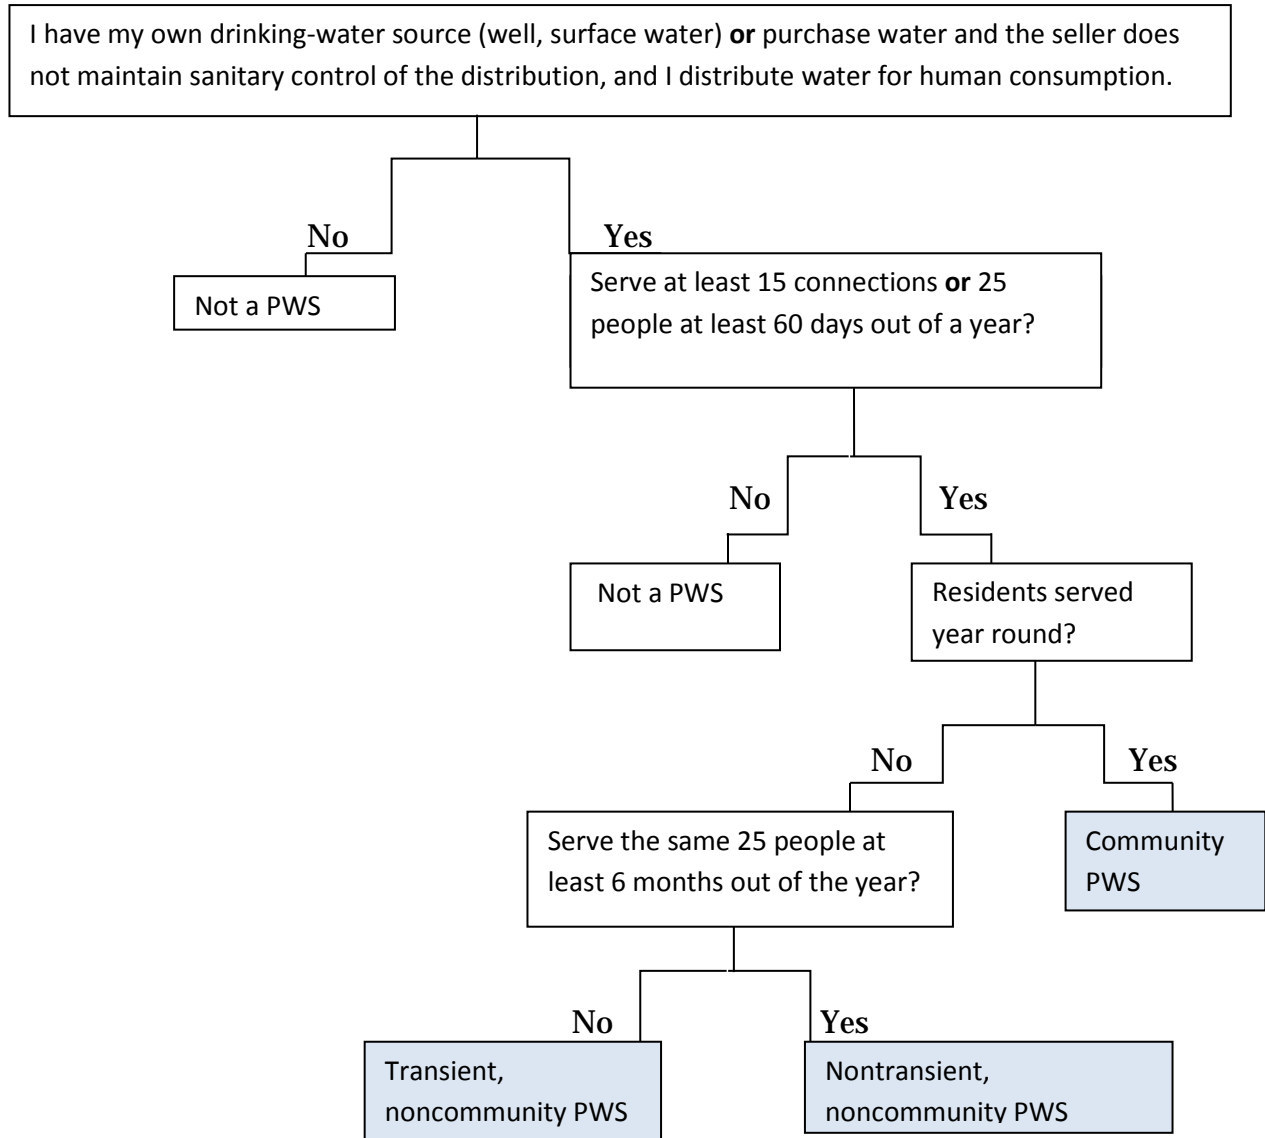 I have my own drinking-water source (well, surface water) or purchase water and the seller does
not maintain sanitary control of the distribution, and I distribute water for human consumption.
No
Yes
Not a PWS
Serve at least 15 connections or 25
people at least 60 days out of a year?
No
Yes
Not a PWS
Residents served
year round?
No
Yes
Serve the same 25 people at
least 6 months out of the year?
Community
PWS
No
Yes
Transient,
noncommunity PWS
Nontransient,
noncommunity PWS